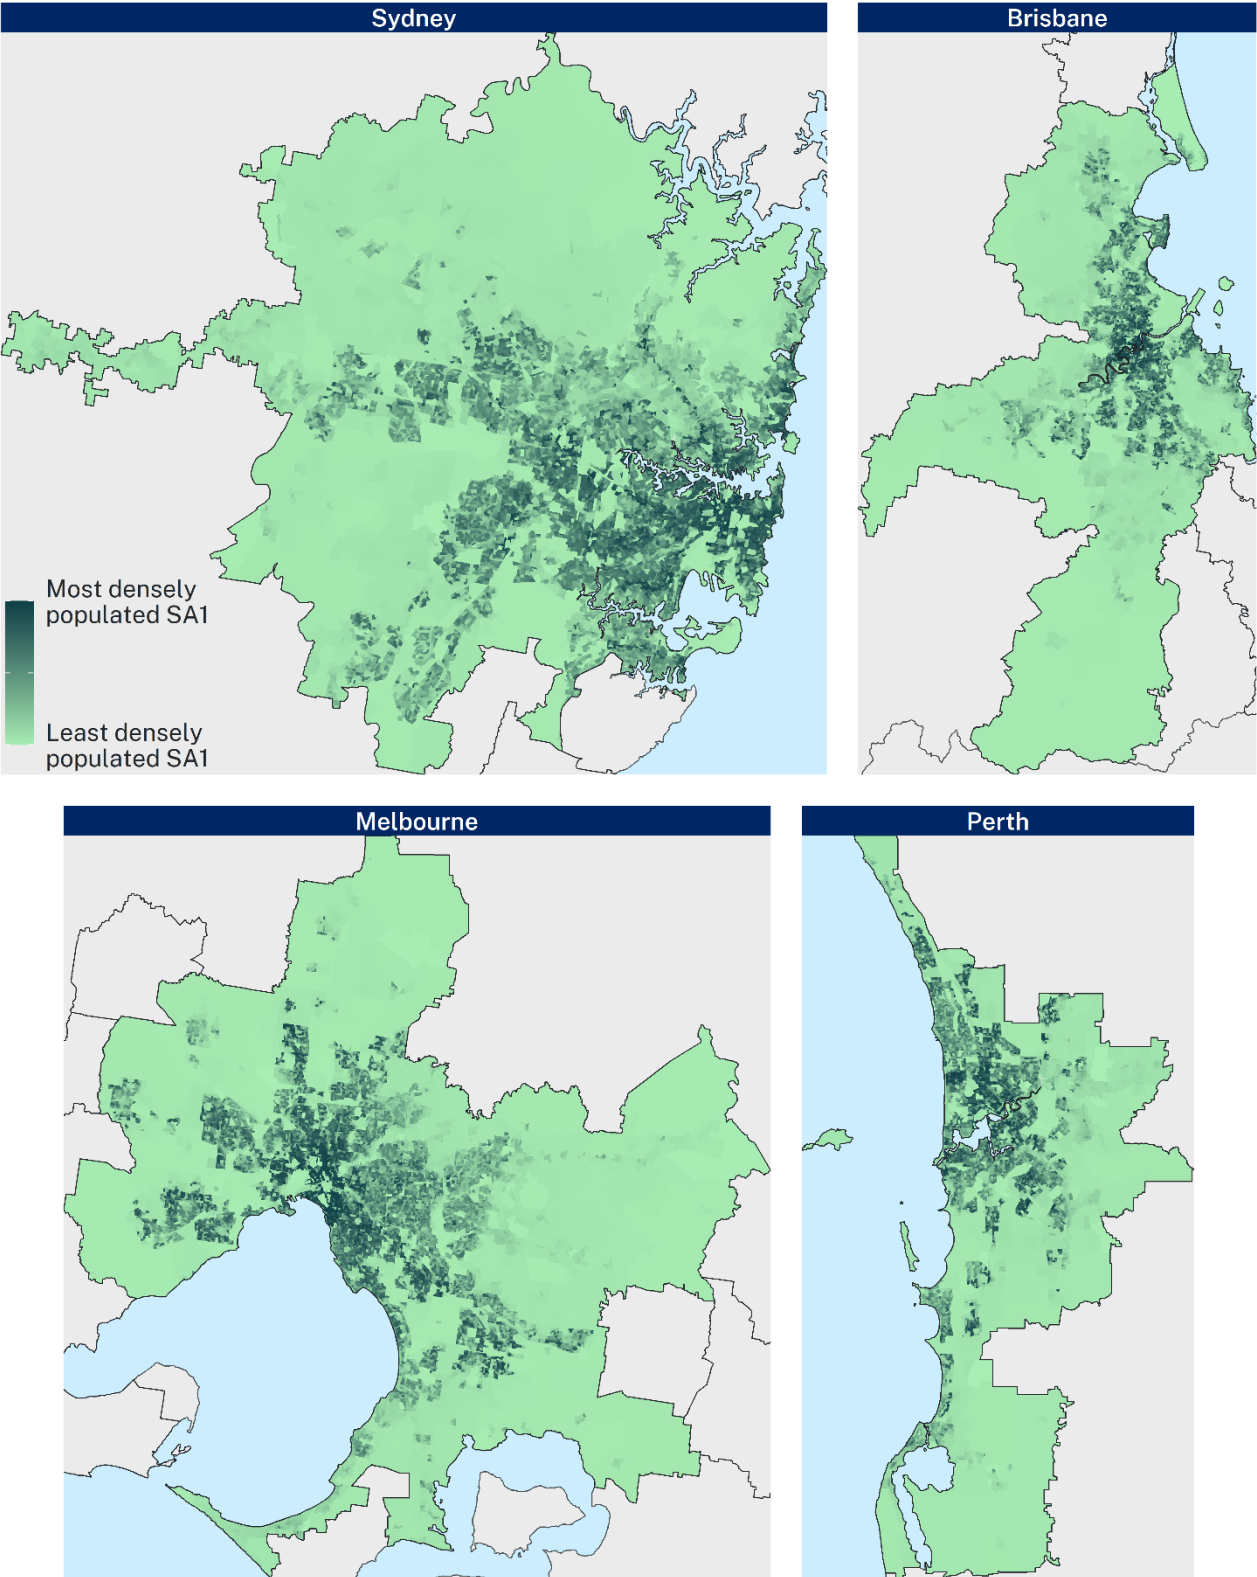 Sydney
Brisbane
Most densely
populated SA1
Least densely
populated SA1
Melbourne
Perth